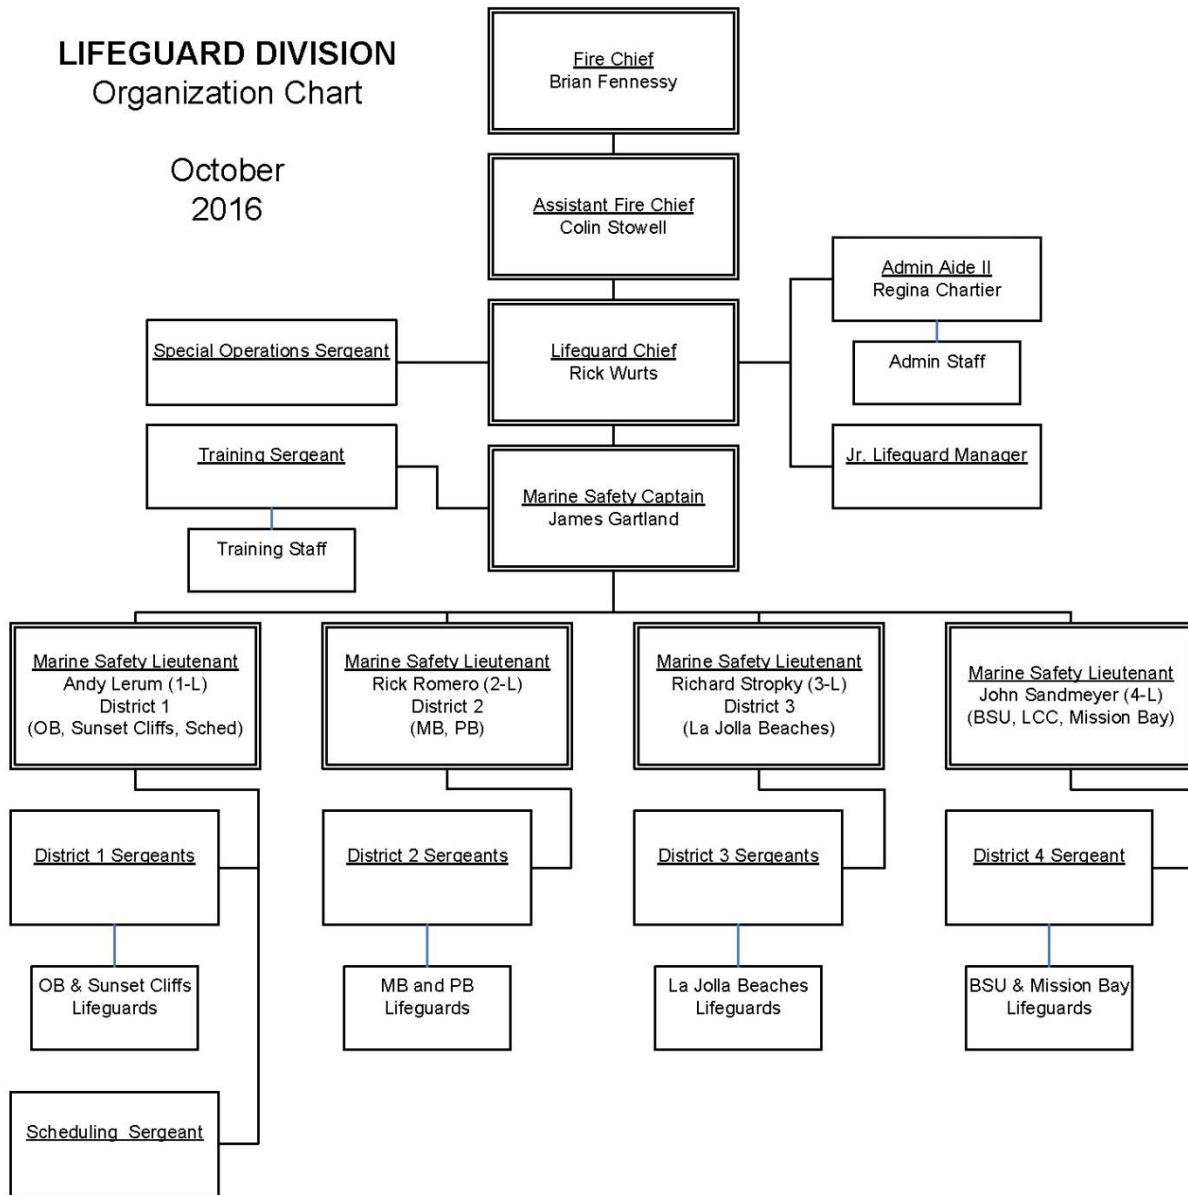 LIFEGUARD DIVISION
Organization Chart
October
2016
Fire Chief
Brian Fennessy
Assistant Fire Chief
Colin Stowell
Admin Aide II
Regina Chartier
Admin Staff
Special Operations Sergeant
Lifeguard Chief
Rick Wurts
Jr. Lifeguard Manager
Training Sergeant
Training Staff
Marine Safety Captain
James Gartland
Marine Safety Lieutenant
Andy Lerum (1-L)
District 1
(OB, Sunset Cliffs, Sched)
Marine Safety Lieutenant
Rick Romero (2-L)
District 2
(MB, PB)
Marine Safety Lieutenant
Richard Stropky (3-L)
District 3
(La Jolla Beaches)
Marine Safety Lieutenant
John Sandmeyer (4-L)
(BSU, LCC, Mission Bay)
District 1 Sergeants
District 2 Sergeants
District 3 Sergeants
District 4 Sergeant
OB & Sunset Cliffs
Lifeguards
MB and PB
Lifeguards
La Jolla Beaches
Lifeguards
BSU & Mission Bay
Lifeguards
Scheduling Sergeant